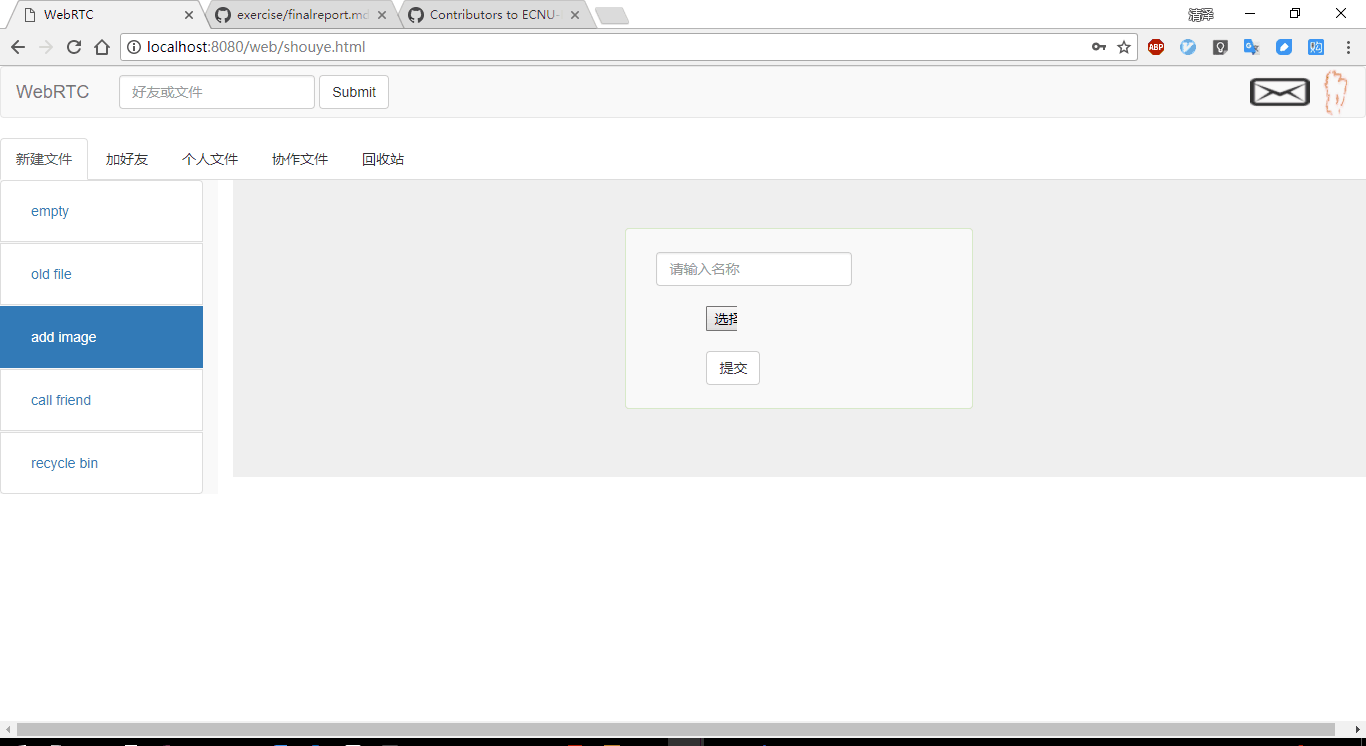 WebRTC
exercise/finalreport.md
Contributors to ECNU-
清泽
localhost:8080/web/shouye.html
ABP
WebRTC
好友或文件
Submit
新建文件
加好友
个人文件
协作文件
回收站
empty
请输入名称
old file
选择
add image
提交
call friend
recycle bin